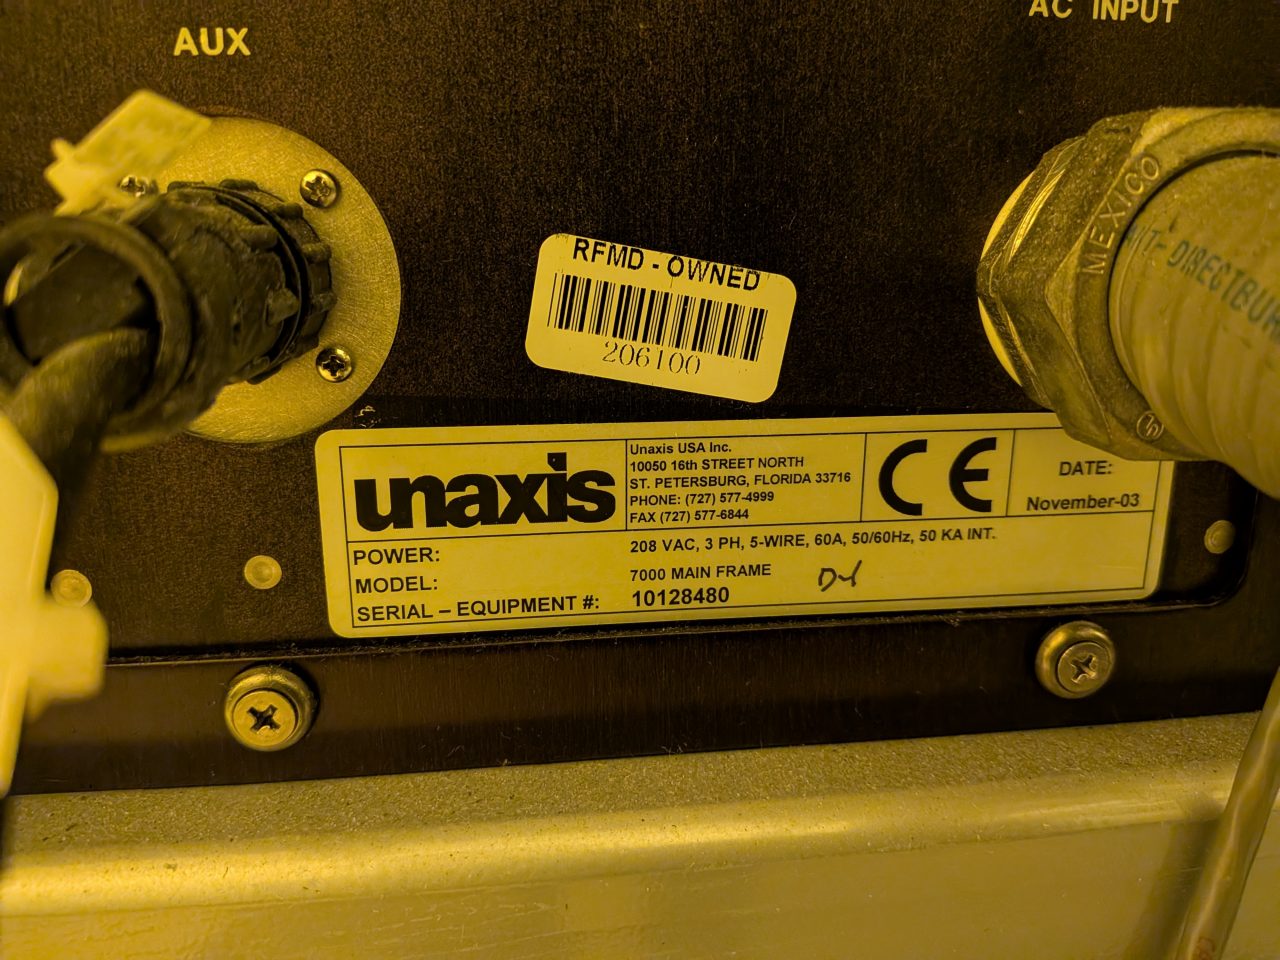 AUX
AC INPUT
MEXICO
DIRECTBUR
RFMD - OWNED
206100
unaxis
Unaxis USA Inc.
10050 16th STREET NORTH
ST. PETERSBURG, FLORIDA 33716
PHONE: (727) 577-4999
FAX (727) 577-6844
CE
DATE:
November-03
POWER: 208 VAC, 3 PH, 5-WIRE, 60A, 50/60Hz, 50 KA INT.
MODEL: 7000 MAIN FRAME
SERIAL – EQUIPMENT #: 10128480